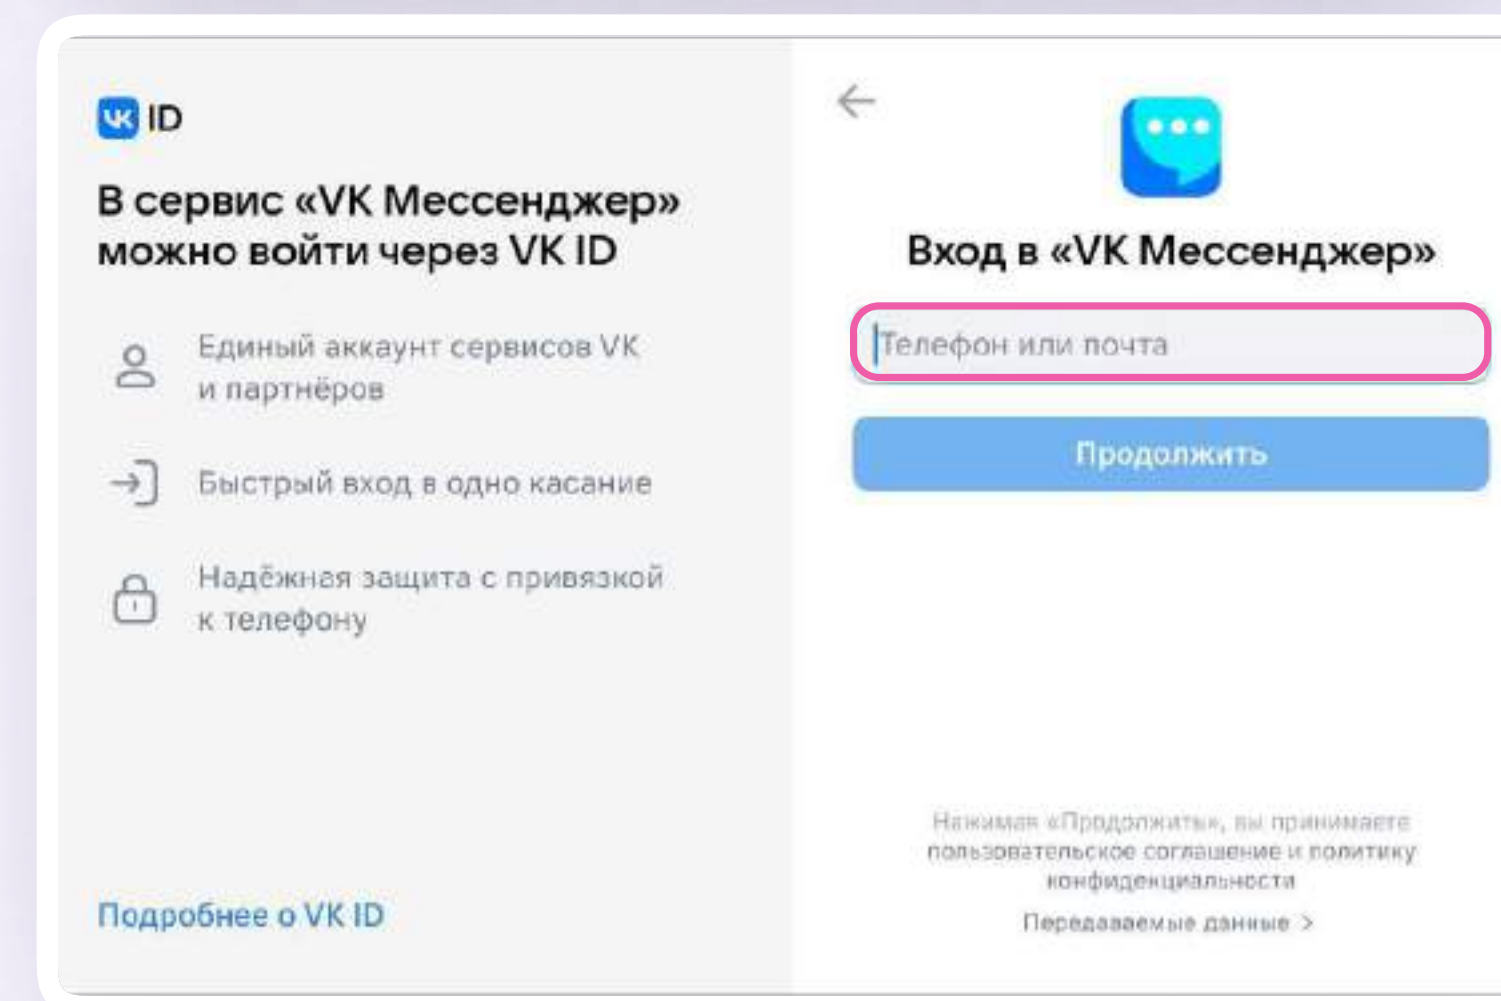 VK ID
В сервис «VK Мессенджер»
можно войти через VK ID
Единый аккаунт сервисов VK
и партнёров
Быстрый вход в одно касание
Надёжная защита с привязкой
к телефону
Подробнее о VK ID
Вход в «VK Мессенджер»
Телефон или почта
Продолжить
Нажимая «Продолжить», вы принимаете
пользовательское соглашение и политику
конфиденциальности
Передаваемые данные >